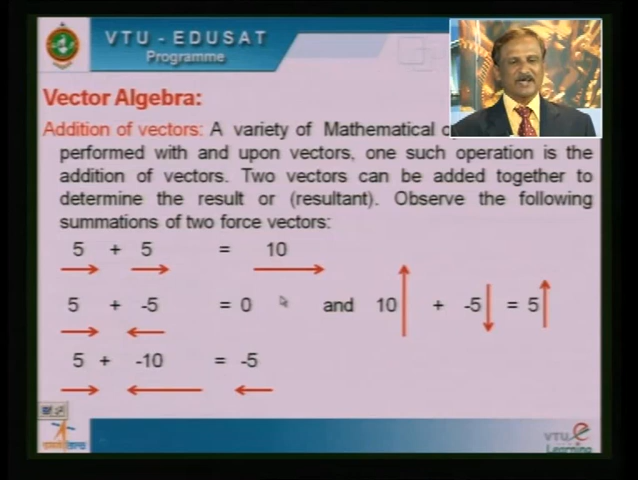 VTU - EDUSAT
Programme
Vector Algebra:
Addition of vectors: A variety of Mathematical
performed with and upon vectors, one such operation is the
addition of vectors. Two vectors can be added together to
determine the result or (resultant). Observe the following
summations of two force vectors:
5 + 5 = 10
5 + -5 = 0 and 10 + -5 = 5
5 + -10 = -5
VTU e
Learning